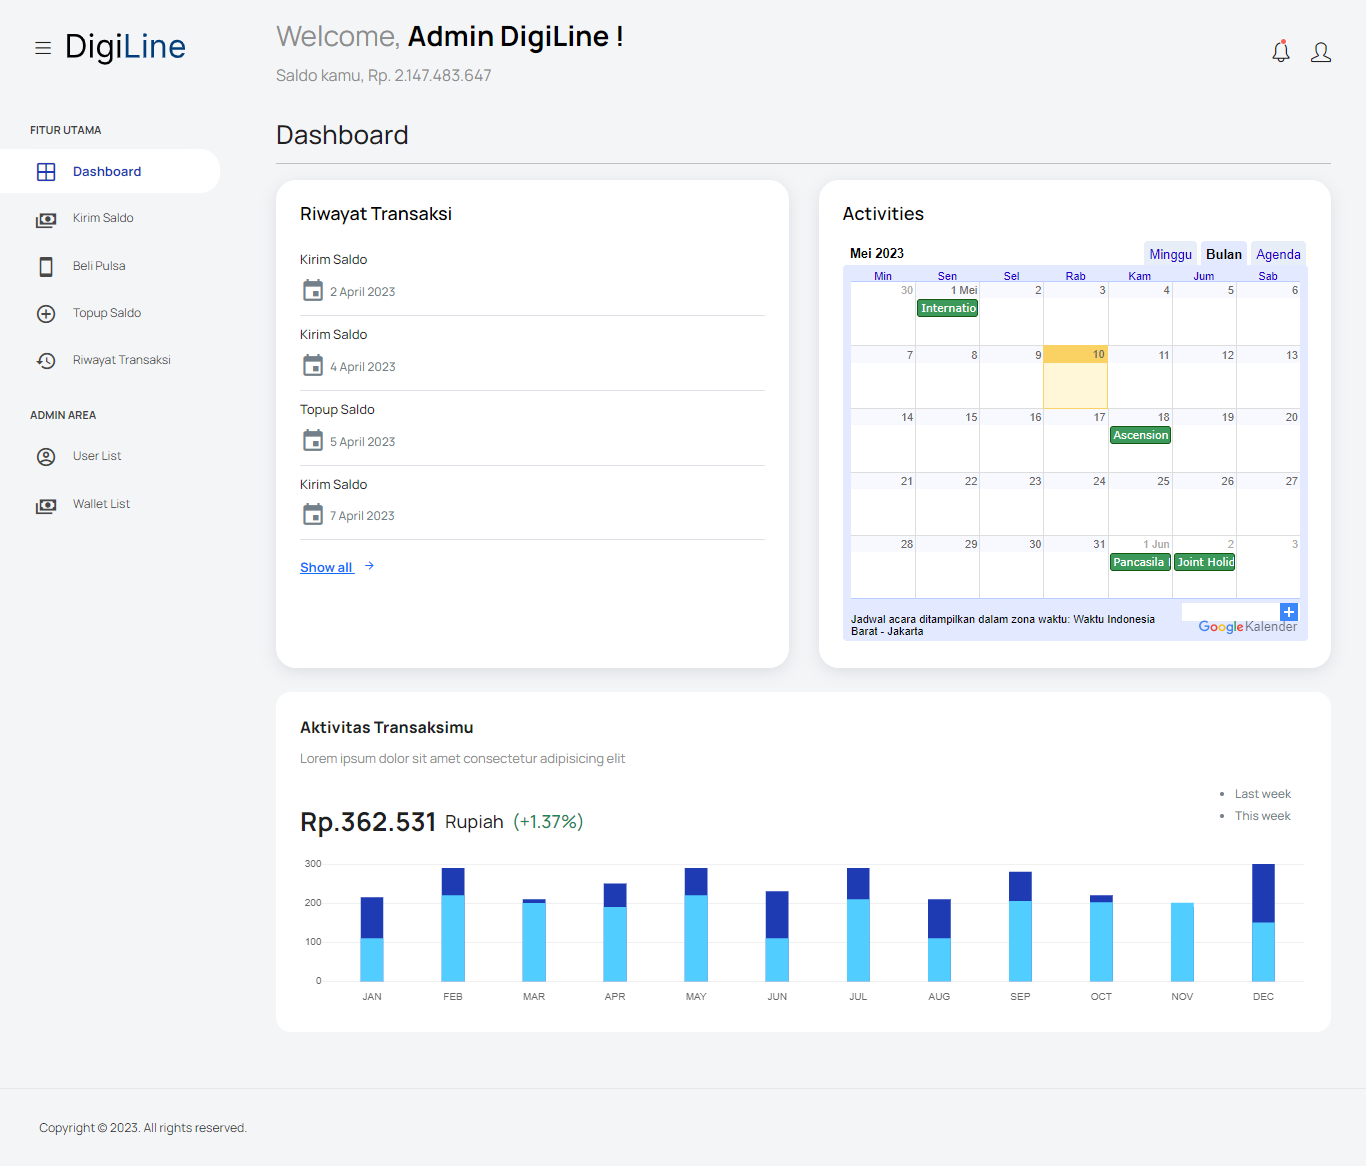 DigiLine
Welcome, Admin DigiLine !
Saldo kamu, Rp. 2.147.483.647
FITUR UTAMA
Dashboard
Kirim Saldo
Beli Pulsa
Topup Saldo
Riwayat Transaksi
ADMIN AREA
User List
Wallet List
Dashboard
Riwayat Transaksi
Kirim Saldo
2 April 2023
Kirim Saldo
4 April 2023
Topup Saldo
5 April 2023
Kirim Saldo
7 April 2023
Show all
Activities
Mei 2023 Minggu Bulan Agenda
Min Sen Sel Rab Kam Jum Sab
30 1 Mei 2 3 4 5 6
Internatio
7 8 9 10 11 12 13
14 15 16 17 18 19 20
Ascension
21 22 23 24 25 26 27
28 29 30 31 1 Jun 2 3
Pancasila Joint Holid
Jadwal acara ditampilkan dalam zona waktu: Waktu Indonesia
Barat - Jakarta
Google Kalender
Aktivitas Transaksimu
Lorem ipsum dolor sit amet consectetur adipisicing elit
Rp.362.531 Rupiah (+1.37%)
• Last week
• This week
300
200
100
0
JAN FEB MAR APR MAY JUN JUL AUG SEP OCT NOV DEC
Copyright © 2023. All rights reserved.